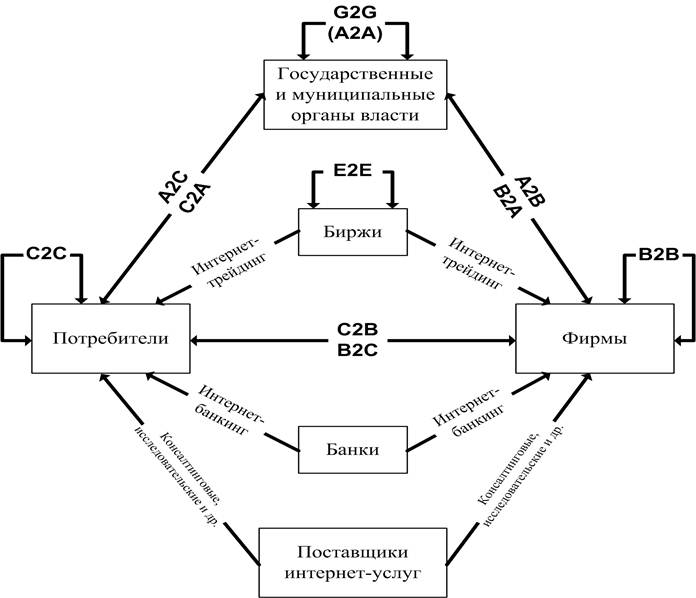 G2G
(A2A)
Государственные
и муниципальные
органы власти
A2C
C2A
A2B
B2A
E2E
Биржи
Интернет-
трейдинг
Интернет-
трейдинг
C2C
B2B
Потребители
C2B
B2C
Фирмы
Интернет-
банкинг
Интернет-
банкинг
Банки
Консалтинговые,
исследовательские и др.
Консалтинговые,
исследовательские и др.
Поставщики
интернет-услуг